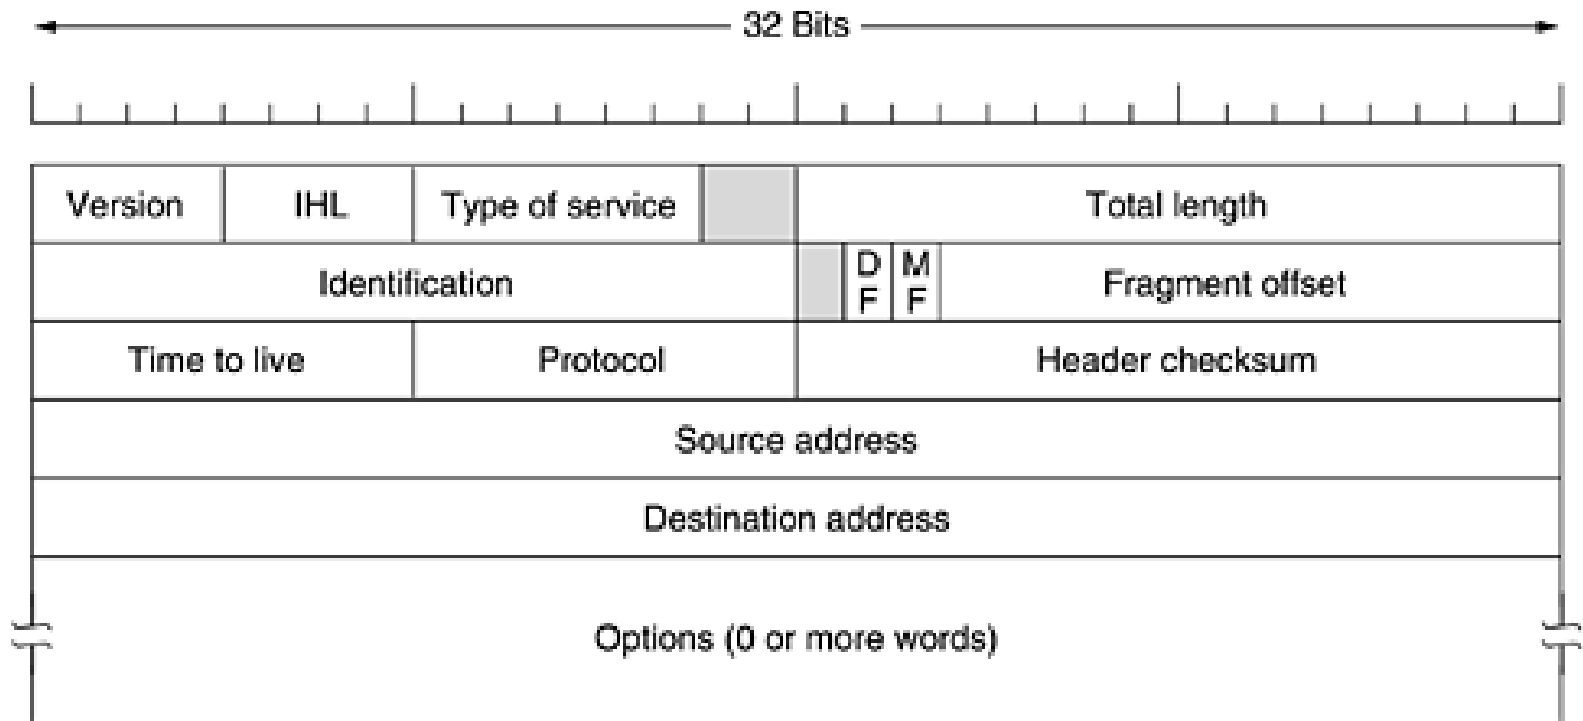 32 Bits
Version IHL Type of service Total length
Identification D F M F Fragment offset
Time to live Protocol Header checksum
Source address
Destination address
Options (0 or more words)